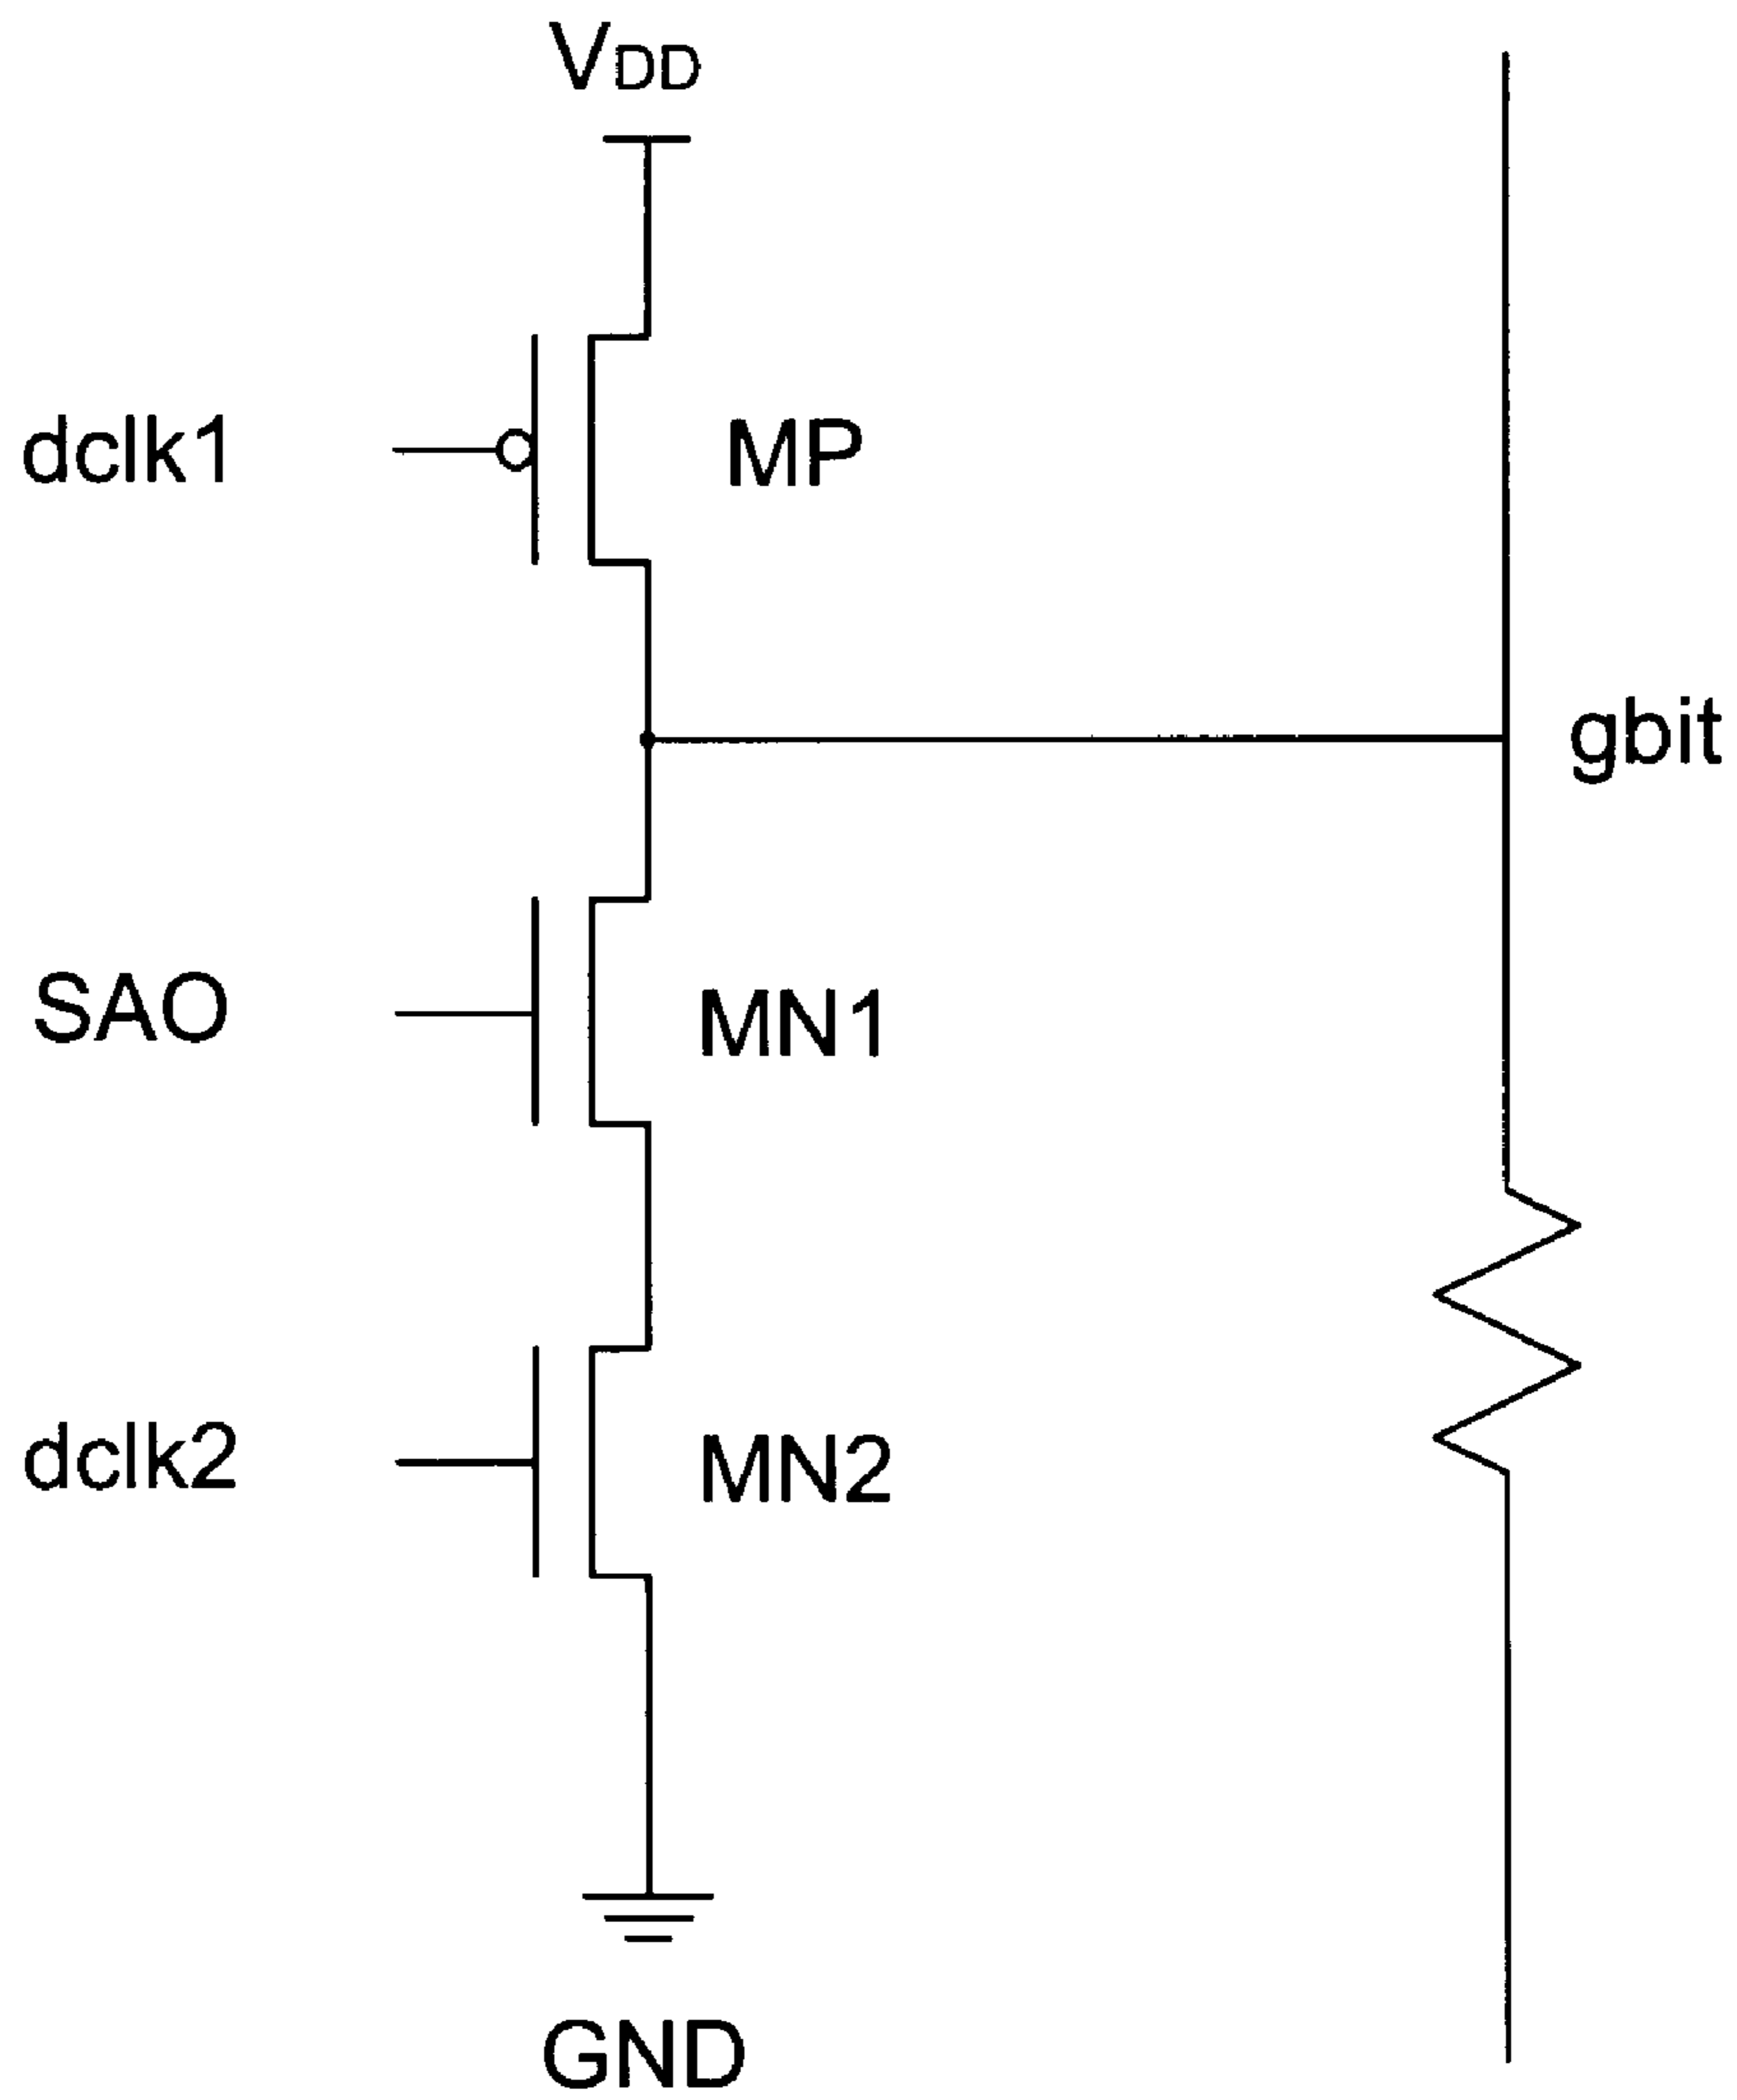 VDD
dclk1
MP
gbit
SAO
MN1
dclk2
MN2
GND